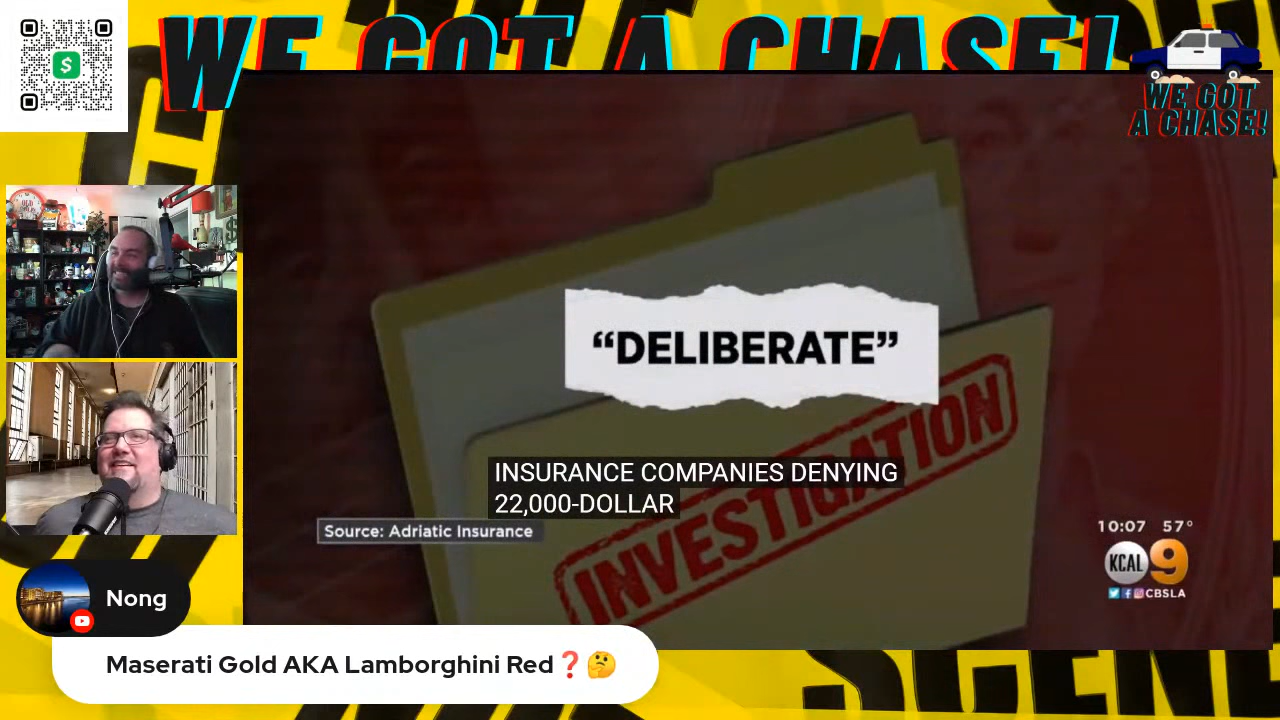 WE GOT A CHASE!
WE GOT
A CHASE!
“DELIBERATE”
INSURANCE COMPANIES DENYING
22,000-DOLLAR
INVESTIGATION
Source: Adriatic Insurance
10:07 57°
KCAL 9
CBSLA
Nong
Maserati Gold AKA Lamborghini Red❓🤔
SCENE